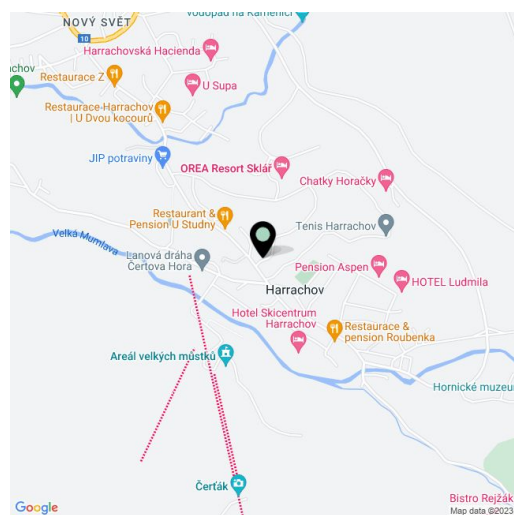 vodopád na Kamenici
NOVÝ SVĚT
10
Harrachovská Hacienda
achov
Restaurace Z
U Supa
Restaurace Harrachov
| U Dvou kocourů
JIP potraviny
OREA Resort Sklář
Chatky Horačky
Restaurant &
Pension U Studny
Tenis Harrachov
Velká Mumlava
Lanová dráha
Čertova Hora
Pension Aspen
HOTEL Ludmila
Harrachov
Hotel Skicentrum
Harrachov
Restaurace &
pension Roubenka
Areál velkých můstků
Hornické muzeu
Čerťák
Bistro Rejžák
Google
Map data ©2023